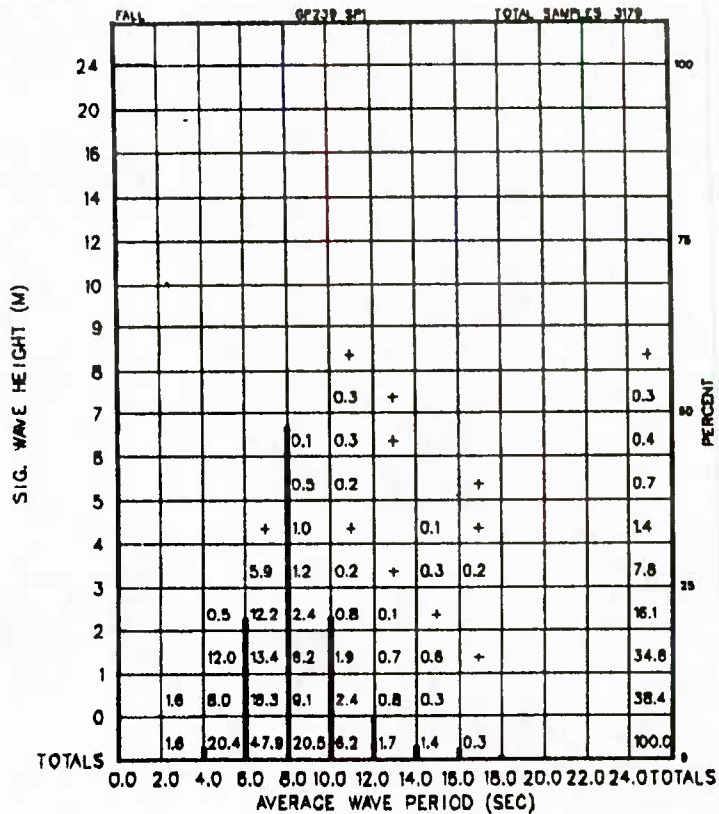 FALL GPZ39 SP1 TOTAL SAMPLES 3179
24 100
20
16
14
12 75
10
9
+ +
8
0.3 + 0.3
7 50
0.1 0.3 + 0.4
6
0.5 0.2 + 0.7
5
+ 1.0 + 0.1 + 1.4
4
5.9 1.2 0.2 + 0.3 0.2 7.8
3 25
0.5 12.2 2.4 0.8 0.1 + 16.1
2
12.0 13.4 6.2 1.9 0.7 0.6 + 34.8
1
1.6 8.0 16.3 9.1 2.4 0.8 0.3 38.4
0
1.6 20.4 47.9 20.5 6.2 1.7 1.4 0.3 100.0
TOTALS 0
0.0 2.0 4.0 6.0 8.0 10.0 12.0 14.0 16.0 18.0 20.0 22.0 24.0 TOTALS
AVERAGE WAVE PERIOD (SEC)
SIG. WAVE HEIGHT (M)
PERCENT